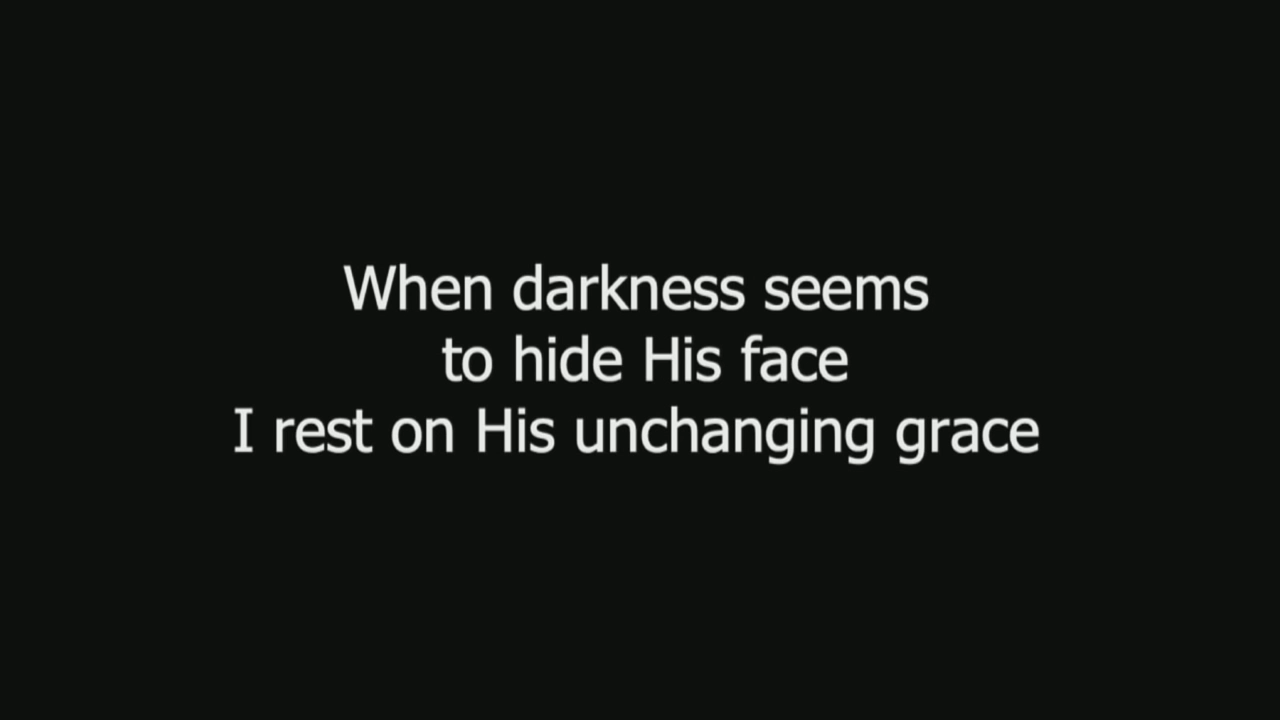 When darkness seems
to hide His face
I rest on His unchanging grace